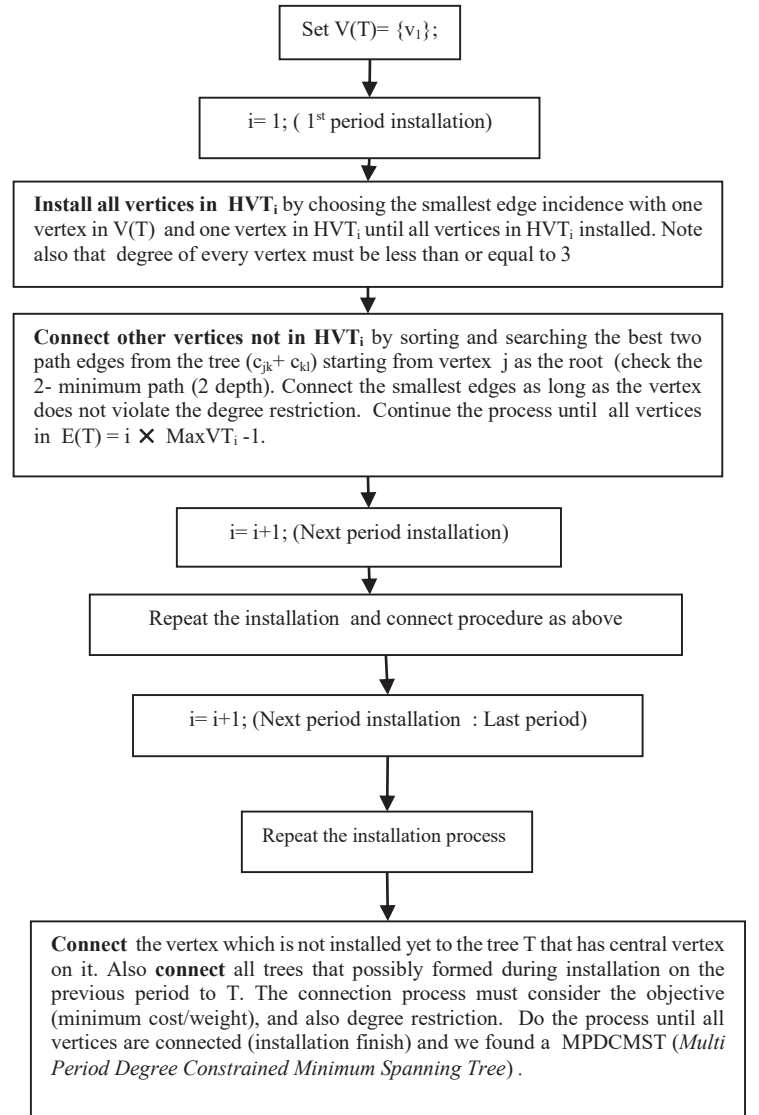 Set V(T)= {v₁};
i= 1; ( 1ˢᵗ period installation)
Install all vertices in HVTᵢ by choosing the smallest edge incidence with one
vertex in V(T) and one vertex in HVTᵢ until all vertices in HVTᵢ installed. Note
also that degree of every vertex must be less than or equal to 3
Connect other vertices not in HVTᵢ by sorting and searching the best two
path edges from the tree (cⱼₖ+ cₖₗ) starting from vertex j as the root (check the
2- minimum path (2 depth). Connect the smallest edges as long as the vertex
does not violate the degree restriction. Continue the process until all vertices
in E(T) = i ✕ MaxVTᵢ -1.
i= i+1; (Next period installation)
Repeat the installation and connect procedure as above
i= i+1; (Next period installation : Last period)
Repeat the installation process
Connect the vertex which is not installed yet to the tree T that has central vertex
on it. Also connect all trees that possibly formed during installation on the
previous period to T. The connection process must consider the objective
(minimum cost/weight), and also degree restriction. Do the process until all
vertices are connected (installation finish) and we found a MPDCMST (Multi
Period Degree Constrained Minimum Spanning Tree) .